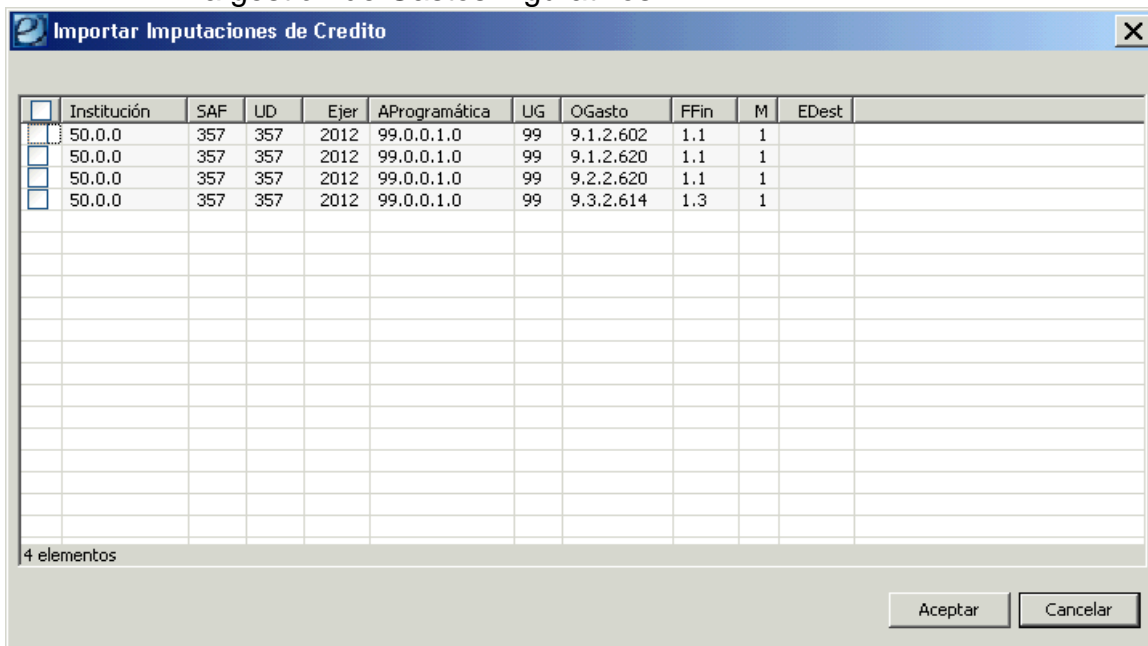 Importar Imputaciones de Credito
Institución SAF UD Ejer AProgramática UG OGasto FFin M EDest
50.0.0 357 357 2012 99.0.0.1.0 99 9.1.2.602 1.1 1
50.0.0 357 357 2012 99.0.0.1.0 99 9.1.2.620 1.1 1
50.0.0 357 357 2012 99.0.0.1.0 99 9.2.2.620 1.1 1
50.0.0 357 357 2012 99.0.0.1.0 99 9.3.2.614 1.3 1
4 elementos
Aceptar Cancelar